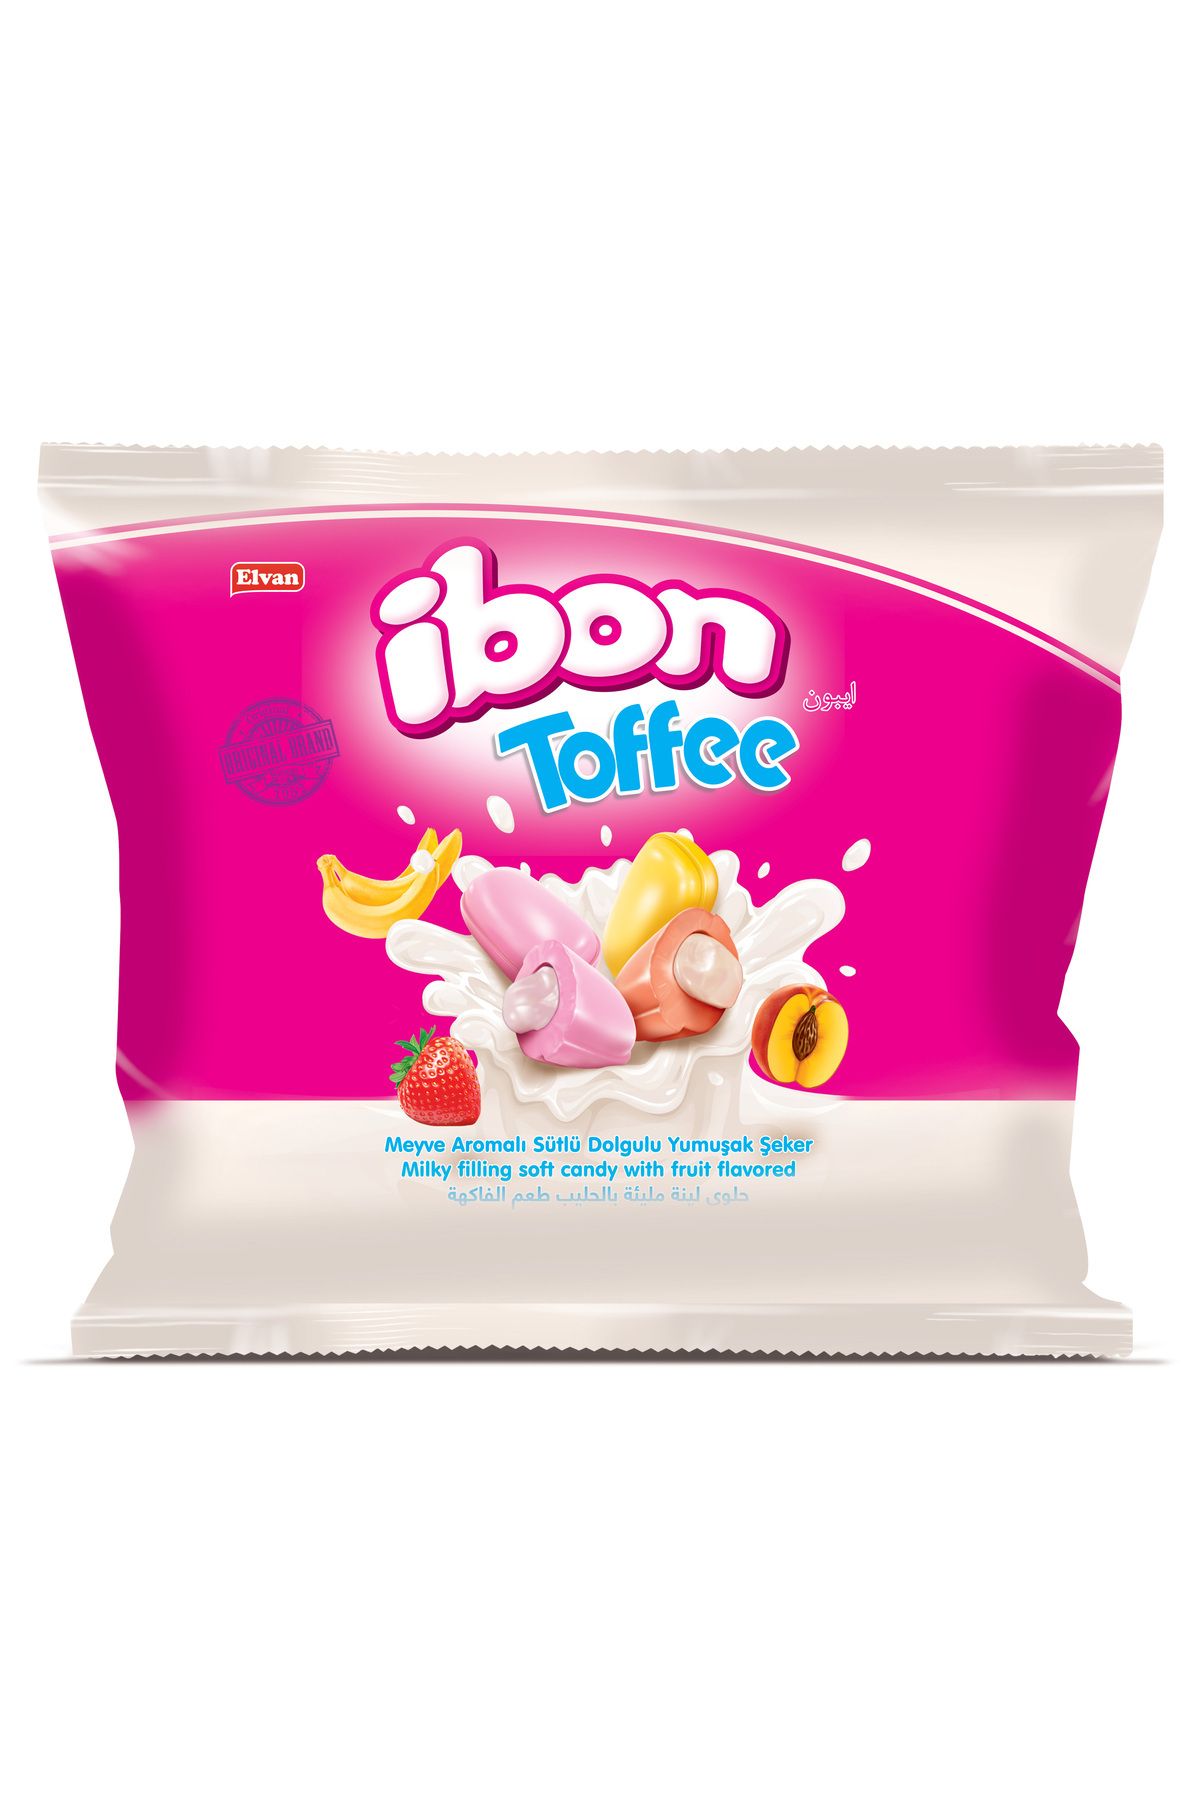 Elvan
ibon
ايبون
Toffee
ORIGINAL BRAND
Meyve Aromalı Sütlü Dolgulu Yumuşak Şeker
Milky filling soft candy with fruit flavored
حلوى لينة مليئة بالحليب طعم الفاكهة